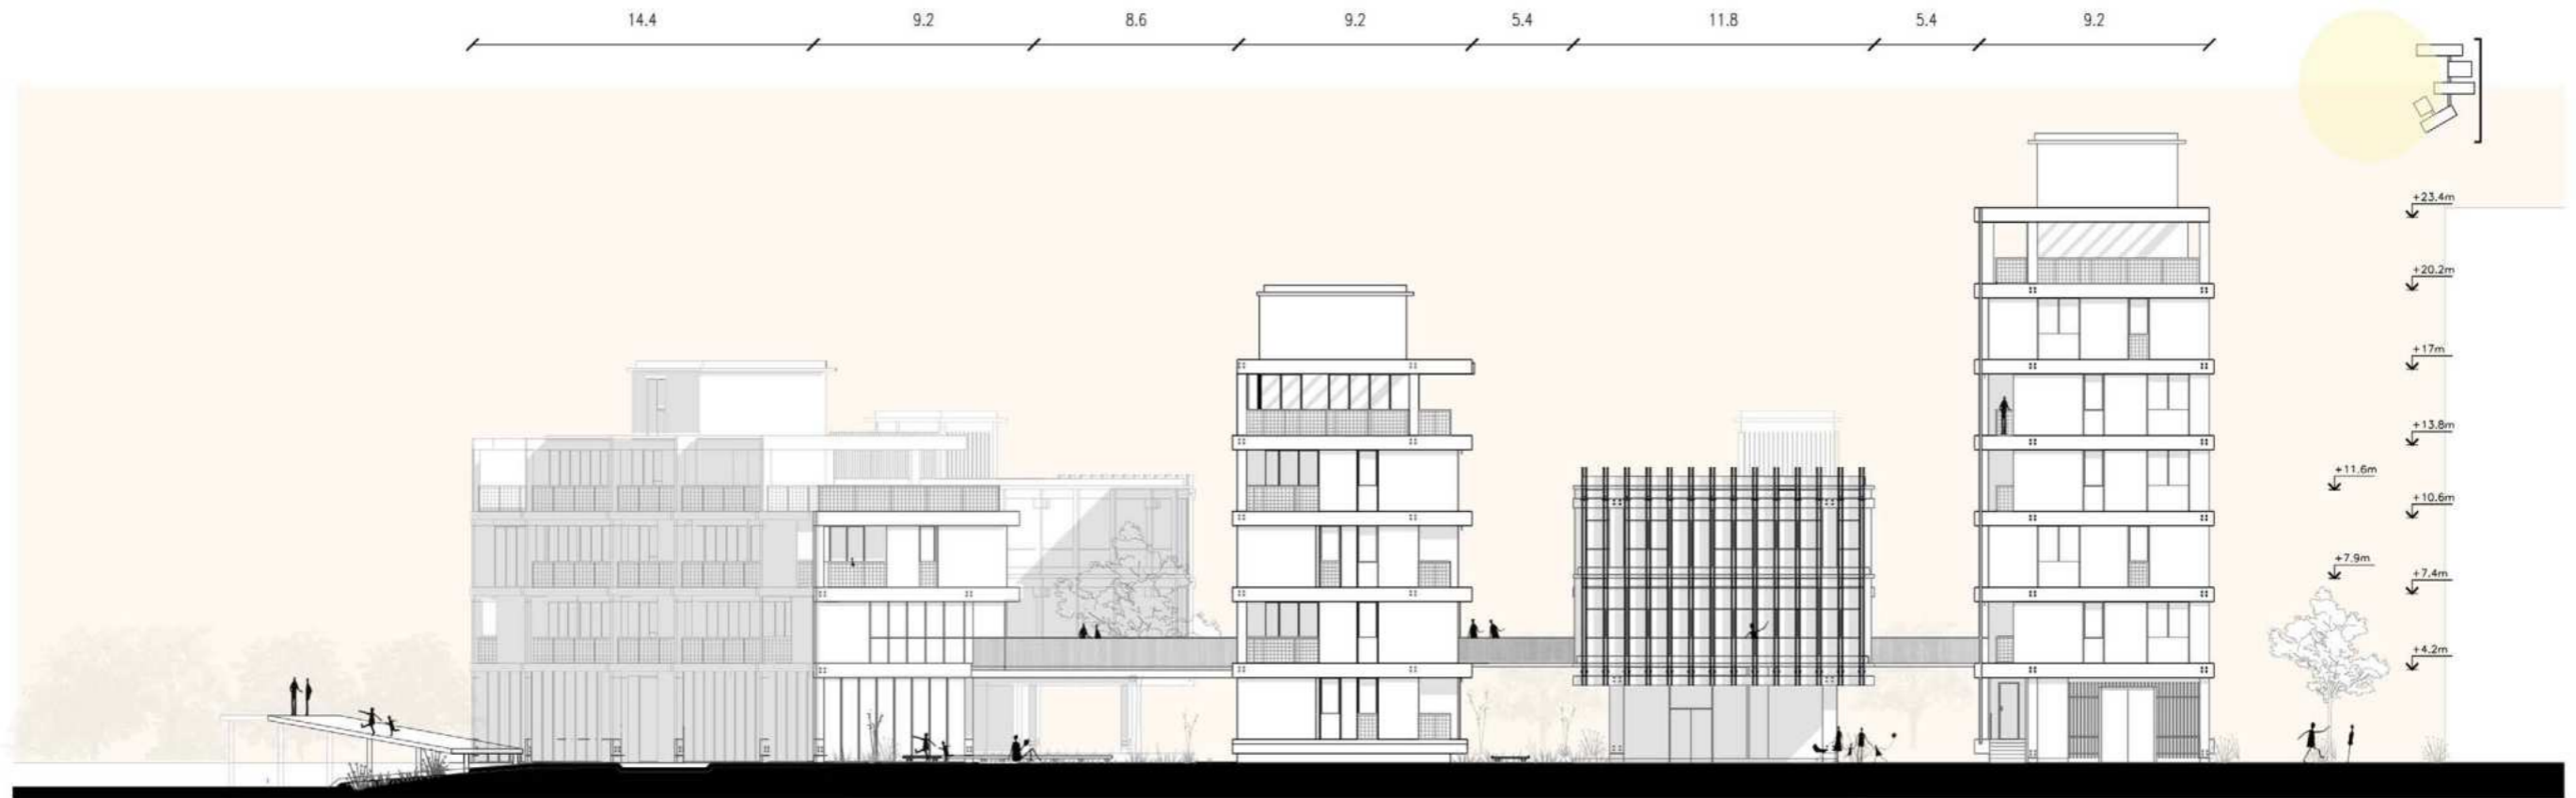 14.4 9.2 8.6 9.2 5.4 11.8 5.4 9.2
+23.4m
+20.2m
+17m
+13.8m
+11.6m
+10.6m
+7.9m
+7.4m
+4.2m